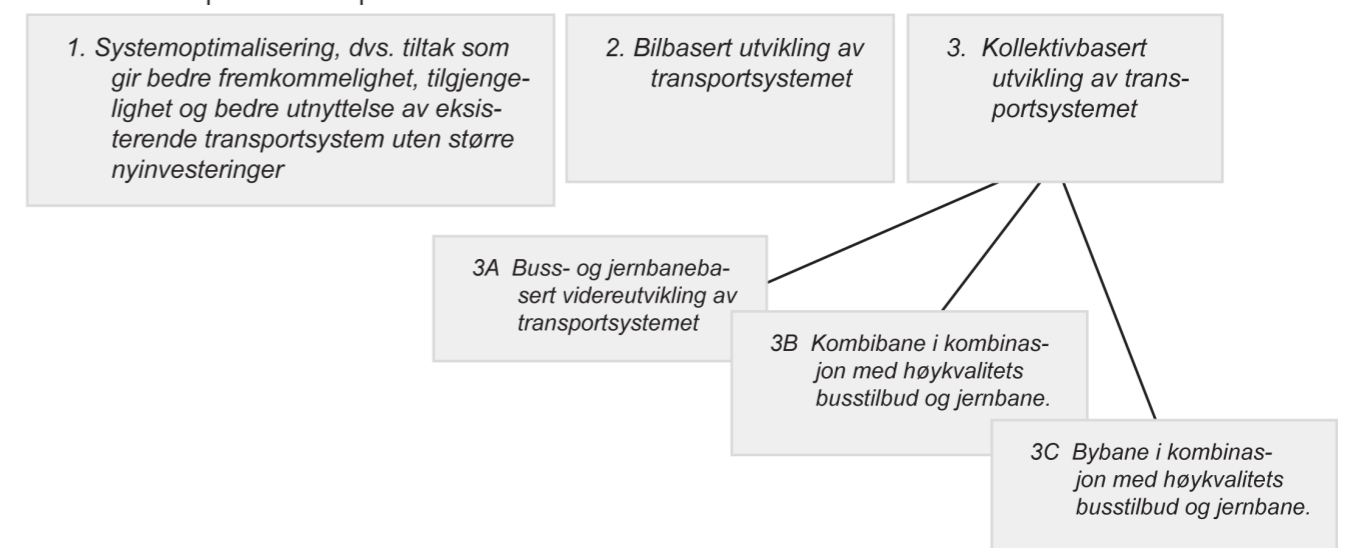 1. Systemoptimalisering, dvs. tiltak som
gir bedre fremkommelighet, tilgjenge-
lighet og bedre utnyttelse av eksis-
terende transportsystem uten større
nyinvesteringer
2. Bilbasert utvikling av
transportsystemet
3. Kollektivbasert
utvikling av trans-
portsystemet
3A Buss- og jernbaneba-
sert videreutvikling av
transportsystemet
3B Kombibane i kombinas-
jon med høykvalitets
busstilbud og jernbane.
3C Bybane i kombinas-
jon med høykvalitets
busstilbud og jernbane.